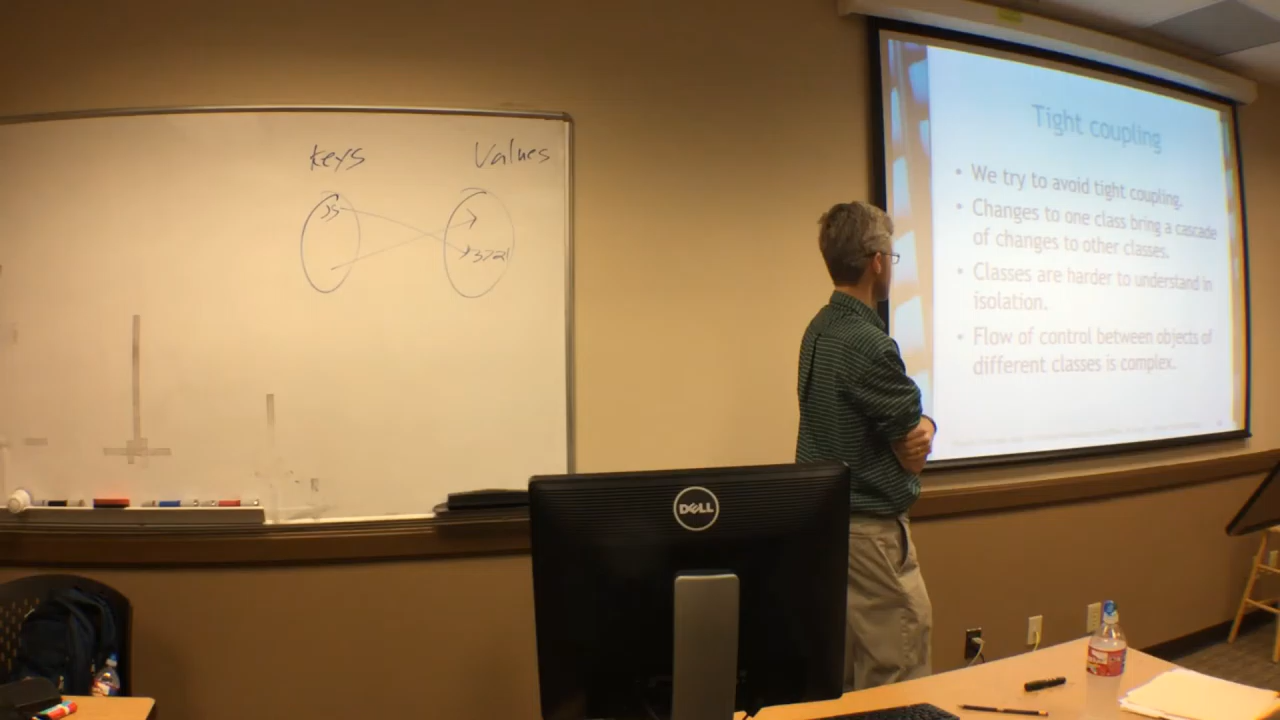 keys
Values
35
3721
DELL
Tight coupling
• We try to avoid tight coupling.
• Changes to one class bring a cascade
of changes to other classes.
• Classes are harder to understand in
isolation.
• Flow of control between objects of
different classes is complex.